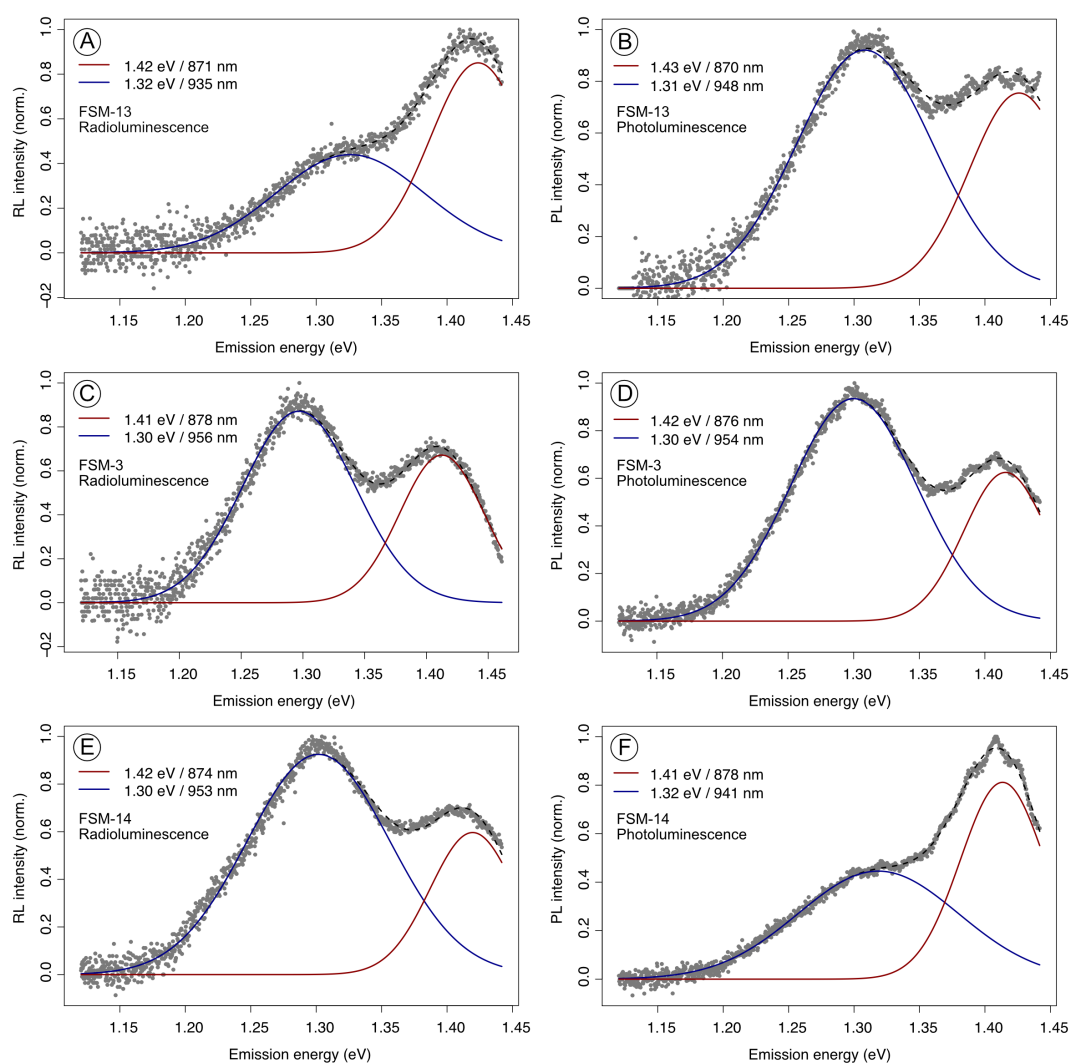 A
1.42 eV / 871 nm
1.32 eV / 935 nm
FSM-13
Radioluminescence
RL intensity (norm.)
1.0
0.8
0.6
0.4
0.2
0.0
−0.2
1.15 1.20 1.25 1.30 1.35 1.40 1.45
Emission energy (eV)
B
1.43 eV / 870 nm
1.31 eV / 948 nm
FSM-13
Photoluminescence
PL intensity (norm.)
1.0
0.8
0.6
0.4
0.2
0.0
1.15 1.20 1.25 1.30 1.35 1.40 1.45
Emission energy (eV)
C
1.41 eV / 878 nm
1.30 eV / 956 nm
FSM-3
Radioluminescence
RL intensity (norm.)
1.0
0.8
0.6
0.4
0.2
0.0
−0.2
1.15 1.20 1.25 1.30 1.35 1.40 1.45
Emission energy (eV)
D
1.42 eV / 876 nm
1.30 eV / 954 nm
FSM-3
Photoluminescence
PL intensity (norm.)
1.0
0.8
0.6
0.4
0.2
0.0
1.15 1.20 1.25 1.30 1.35 1.40 1.45
Emission energy (eV)
E
1.42 eV / 874 nm
1.30 eV / 953 nm
FSM-14
Radioluminescence
RL intensity (norm.)
1.0
0.8
0.6
0.4
0.2
0.0
1.15 1.20 1.25 1.30 1.35 1.40 1.45
Emission energy (eV)
F
1.41 eV / 878 nm
1.32 eV / 941 nm
FSM-14
Photoluminescence
PL intensity (norm.)
1.0
0.8
0.6
0.4
0.2
0.0
1.15 1.20 1.25 1.30 1.35 1.40 1.45
Emission energy (eV)